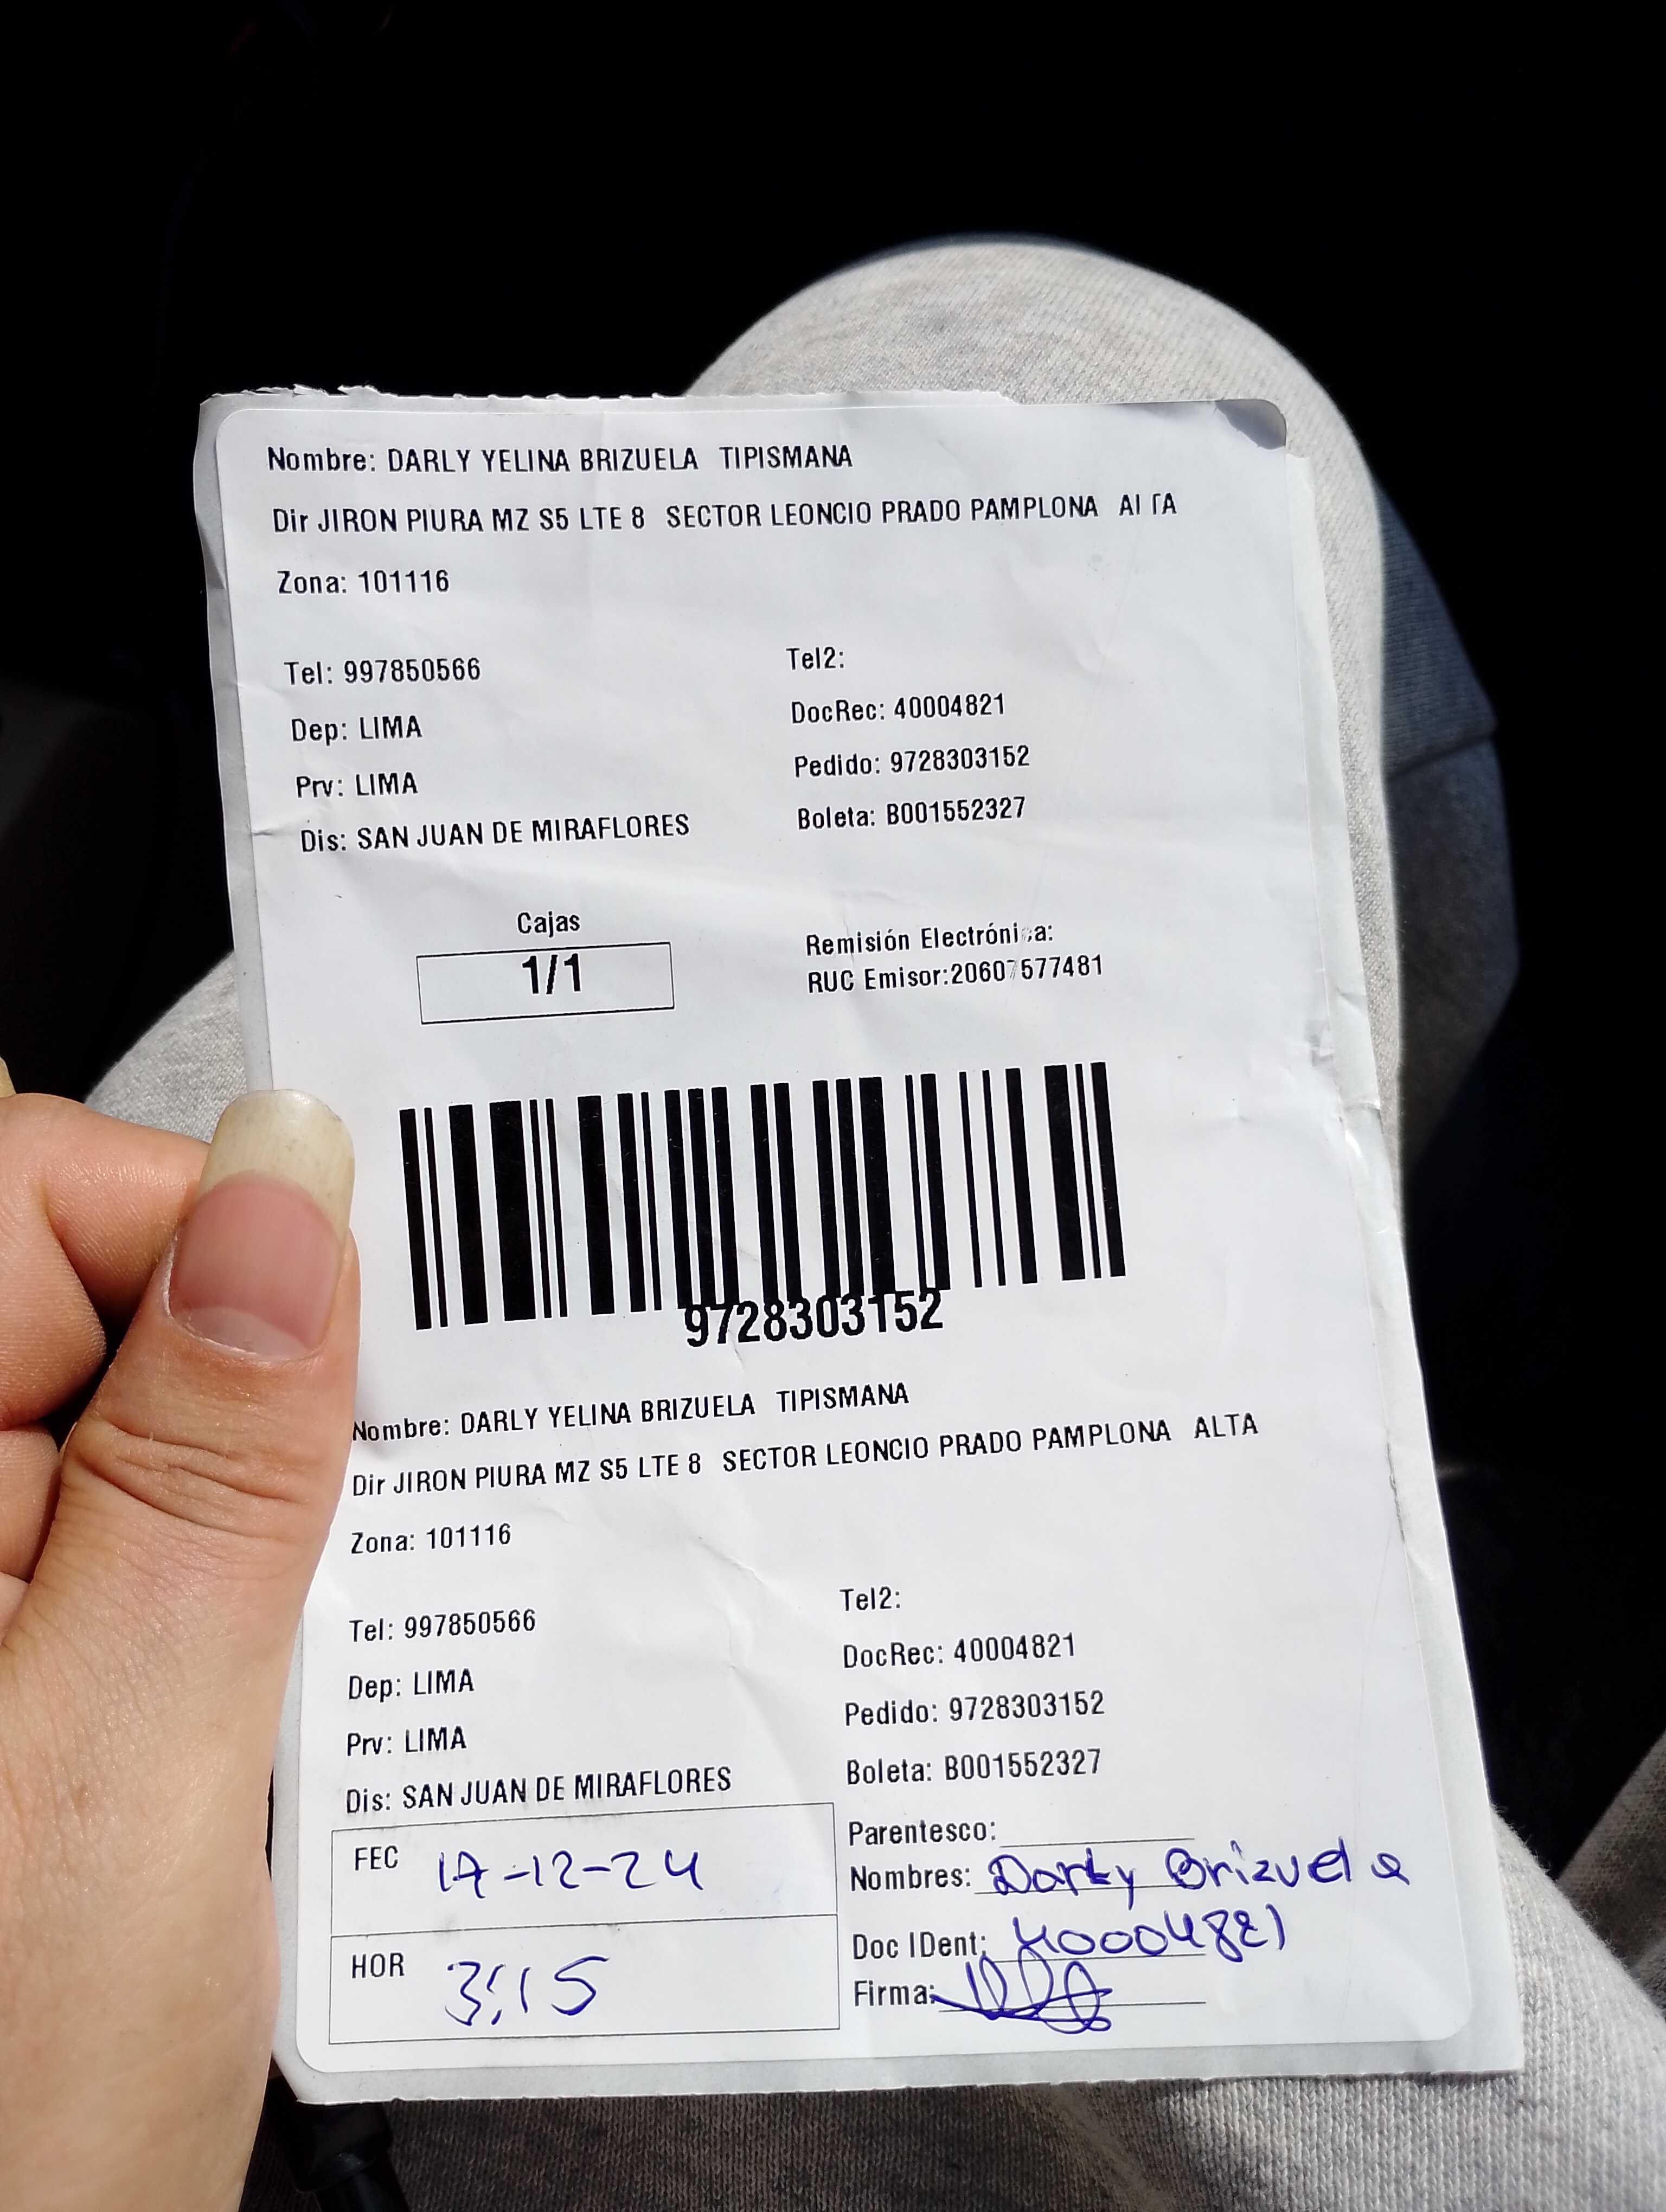 Nombre: DARLY YELINA BRIZUELA TIPISMANA
Dir JIRON PIURA MZ S5 LTE 8 SECTOR LEONCIO PRADO PAMPLONA ALTA
Zona: 101116
Tel: 997850566
Tel2:
Dep: LIMA
DocRec: 40004821
Prv: LIMA
Pedido: 9728303152
Dis: SAN JUAN DE MIRAFLORES
Boleta: B001552327
Cajas
1/1
Remisión Electrónica:
RUC Emisor:20607577481
9728303152
Nombre: DARLY YELINA BRIZUELA TIPISMANA
Dir JIRON PIURA MZ S5 LTE 8 SECTOR LEONCIO PRADO PAMPLONA ALTA
Zona: 101116
Tel: 997850566
Tel2:
Dep: LIMA
DocRec: 40004821
Prv: LIMA
Pedido: 9728303152
Dis: SAN JUAN DE MIRAFLORES
Boleta: B001552327
FEC 17-12-24
HOR 3:15
Parentesco:
Nombres: Darly Brizuela
Doc IDent: 40004821
Firma: